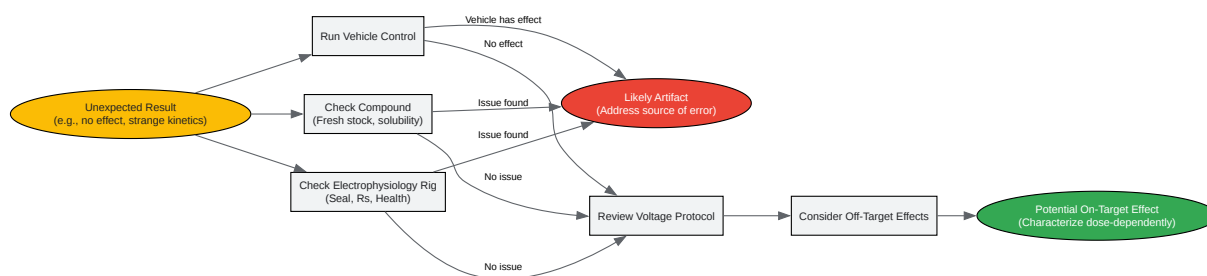 Vehicle has effect
Run Vehicle Control
No effect
Unexpected Result
(e.g., no effect, strange kinetics)
Check Compound
(Fresh stock, solubility)
Issue found
Likely Artifact
(Address source of error)
Issue found
No issue
Check Electrophysiology Rig
(Seal, Rs, Health)
Review Voltage Protocol
Consider Off-Target Effects
Potential On-Target Effect
(Characterize dose-dependently)
No issue